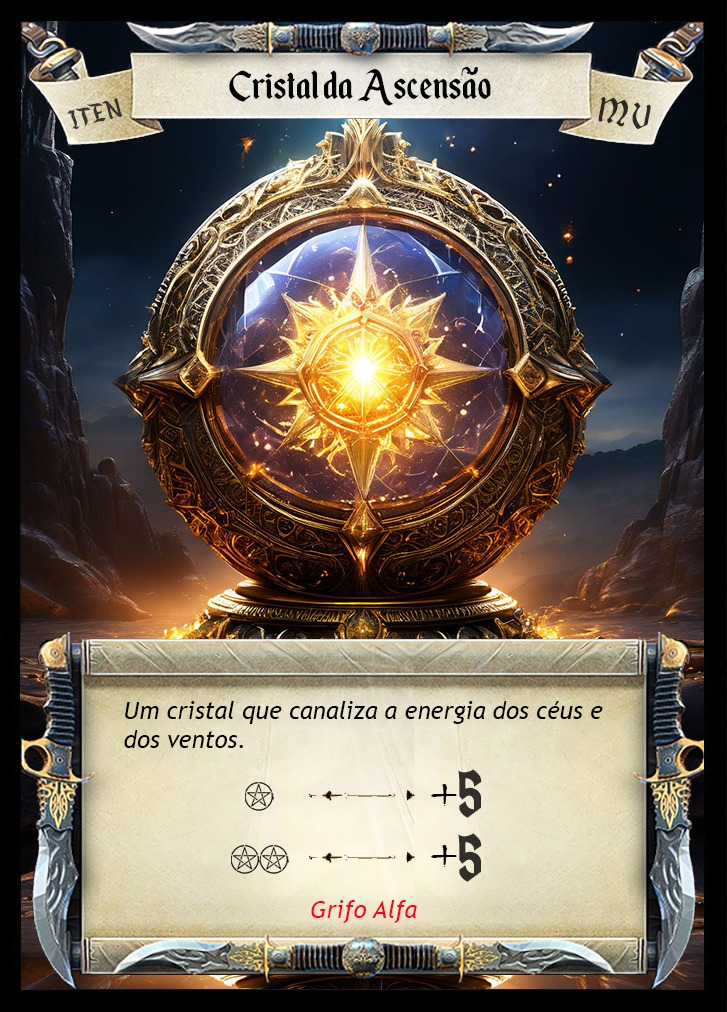 Cristal da Ascensão
ITEN
MU
Um cristal que canaliza a energia dos céus e
dos ventos.
+5
+5
Grifo Alfa